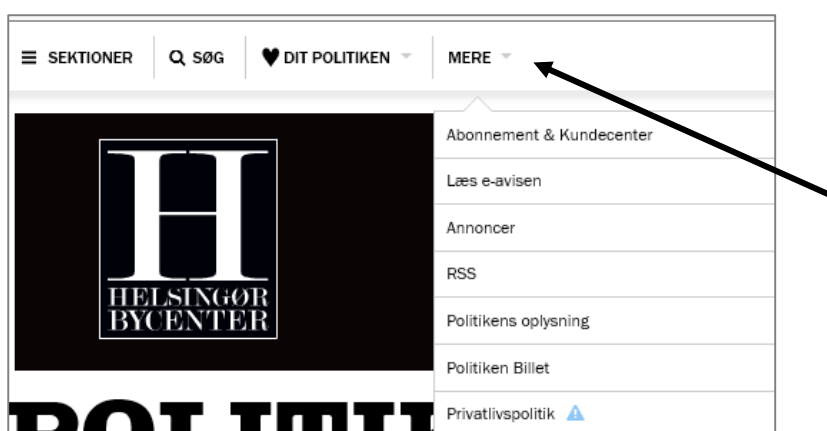 SEKTIONER SØG DIT POLITIKEN MERE
Abonnement & Kundecenter
Læs e-avisen
Annoncer
RSS
Politikens oplysning
Politiken Billet
Privatlivspolitik
H
HELSINGØR
BYCENTER